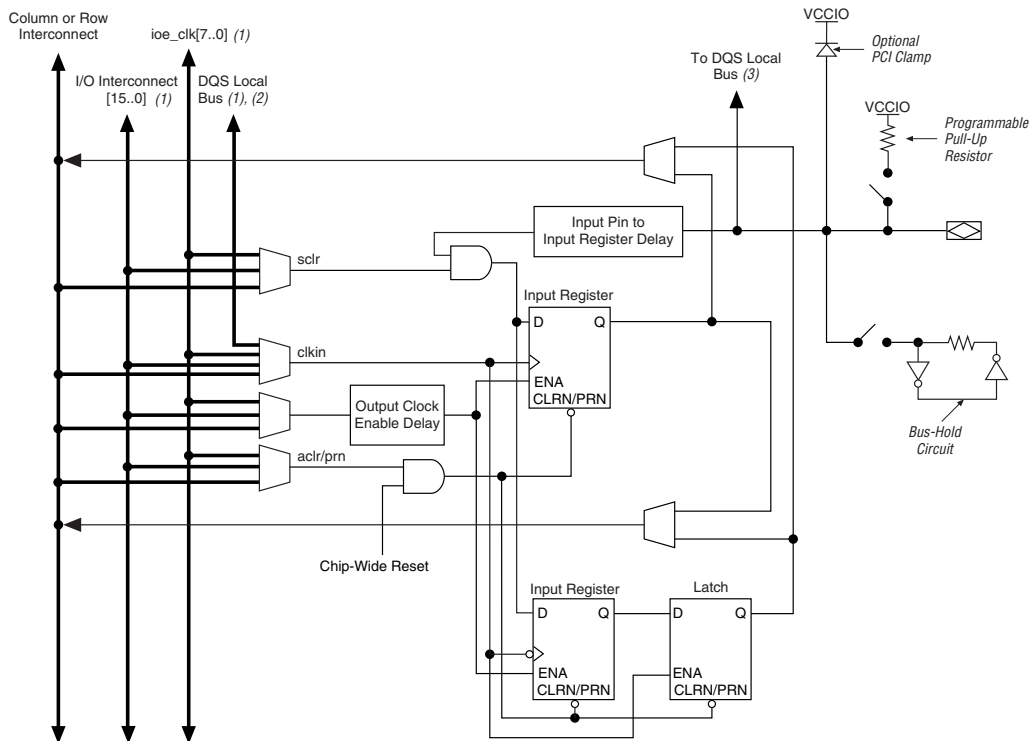 Column or Row
Interconnect
ioe_clk[7..0] (1)
I/O Interconnect
[15..0] (1)
DQS Local
Bus (1), (2)
To DQS Local
Bus (3)
VCCIO
Optional
PCI Clamp
VCCIO
Programmable
Pull-Up
Resistor
Input Pin to
Input Register Delay
sclr
Input Register
D
Q
clkin
ENA
CLRN/PRN
Output Clock
Enable Delay
Bus-Hold
Circuit
aclr/prn
Chip-Wide Reset
Input Register
Latch
D
Q
D
Q
ENA
CLRN/PRN
ENA
CLRN/PRN